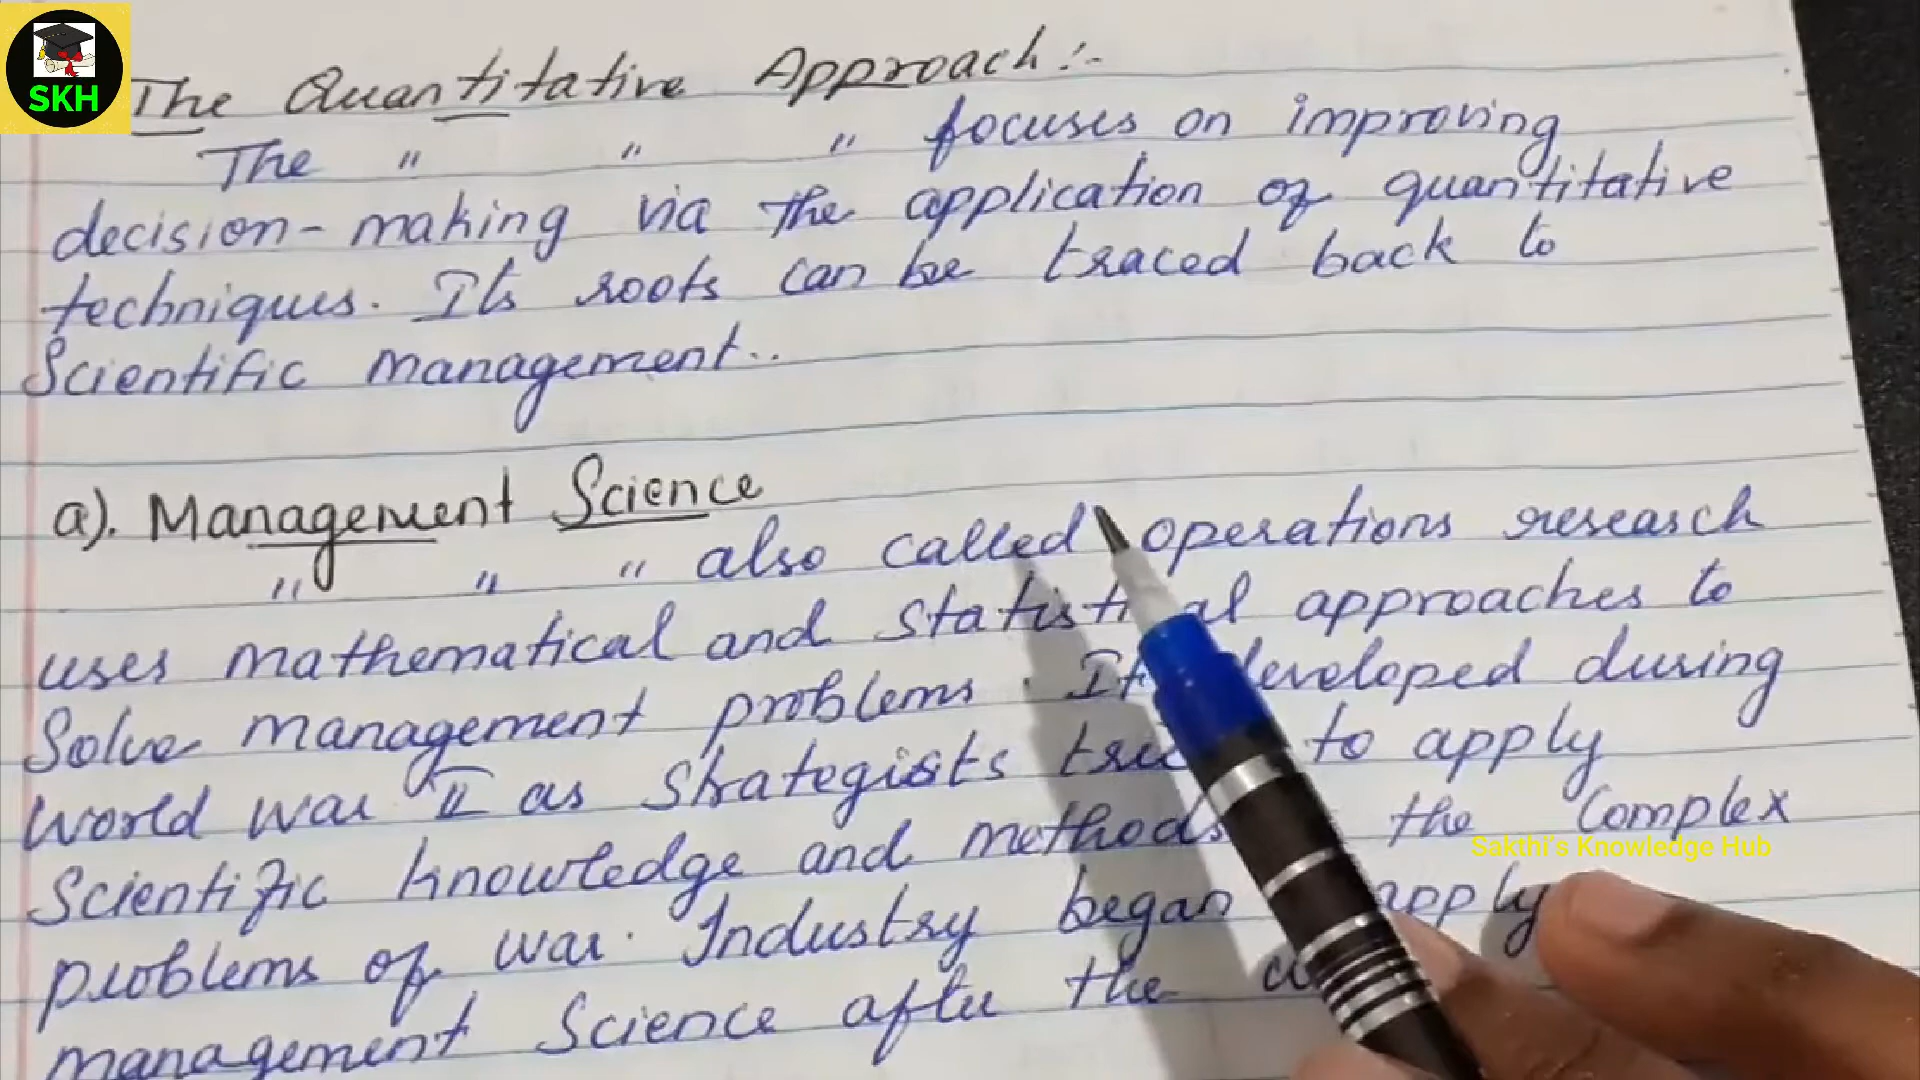 SKH
The Quantitative Approach:-
The " " " focuses on improving
decision-making via the application of quantitative
techniques. Its roots can be traced back to
Scientific management..
a). Management Science
" " " also called operations research
uses mathematical and approaches to
Solve management problems. developed during
World War II as Strategists to apply
Scientific knowledge and methods the Complex
Sakthi's Knowledge Hub
problems of war. Industry began apply
management Science after the